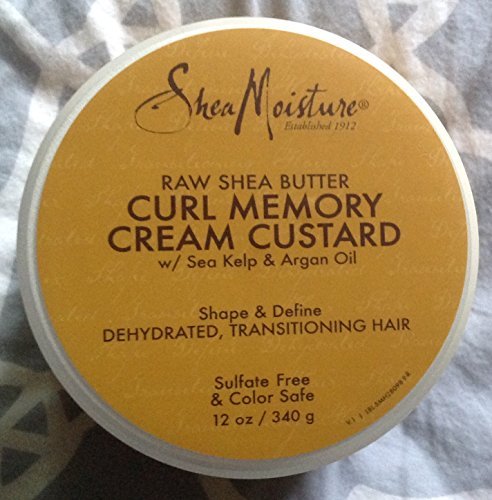 SheaMoisture®
Established 1912
RAW SHEA BUTTER
CURL MEMORY
CREAM CUSTARD
w/ Sea Kelp & Argan Oil
Shape & Define
DEHYDRATED, TRANSITIONING HAIR
Sulfate Free
& Color Safe
12 oz / 340 g